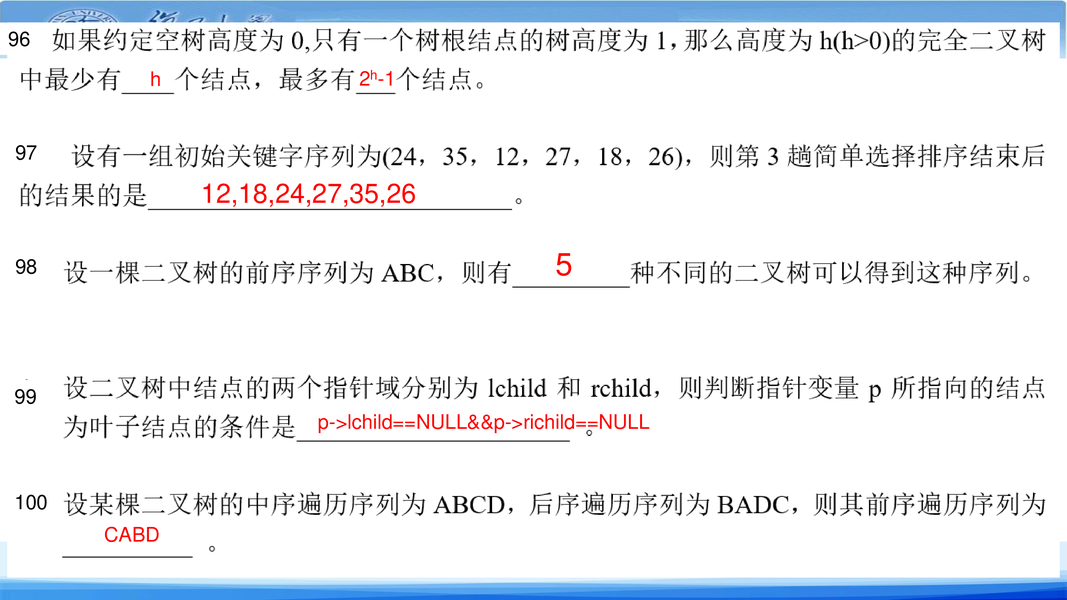 96 如果约定空树高度为 0,只有一个树根结点的树高度为 1，那么高度为 h(h>0)的完全二叉树
中最少有 h 个结点，最多有 2ʰ-1 个结点。
97 设有一组初始关键字序列为(24，35，12，27，18，26)，则第 3 趟简单选择排序结束后
的结果的是 12,18,24,27,35,26 。
98 设一棵二叉树的前序序列为 ABC，则有 5 种不同的二叉树可以得到这种序列。
99 设二叉树中结点的两个指针域分别为 lchild 和 rchild，则判断指针变量 p 所指向的结点
为叶子结点的条件是 p->lchild==NULL&&p->richild==NULL 。
100 设某棵二叉树的中序遍历序列为 ABCD，后序遍历序列为 BADC，则其前序遍历序列为
CABD 。